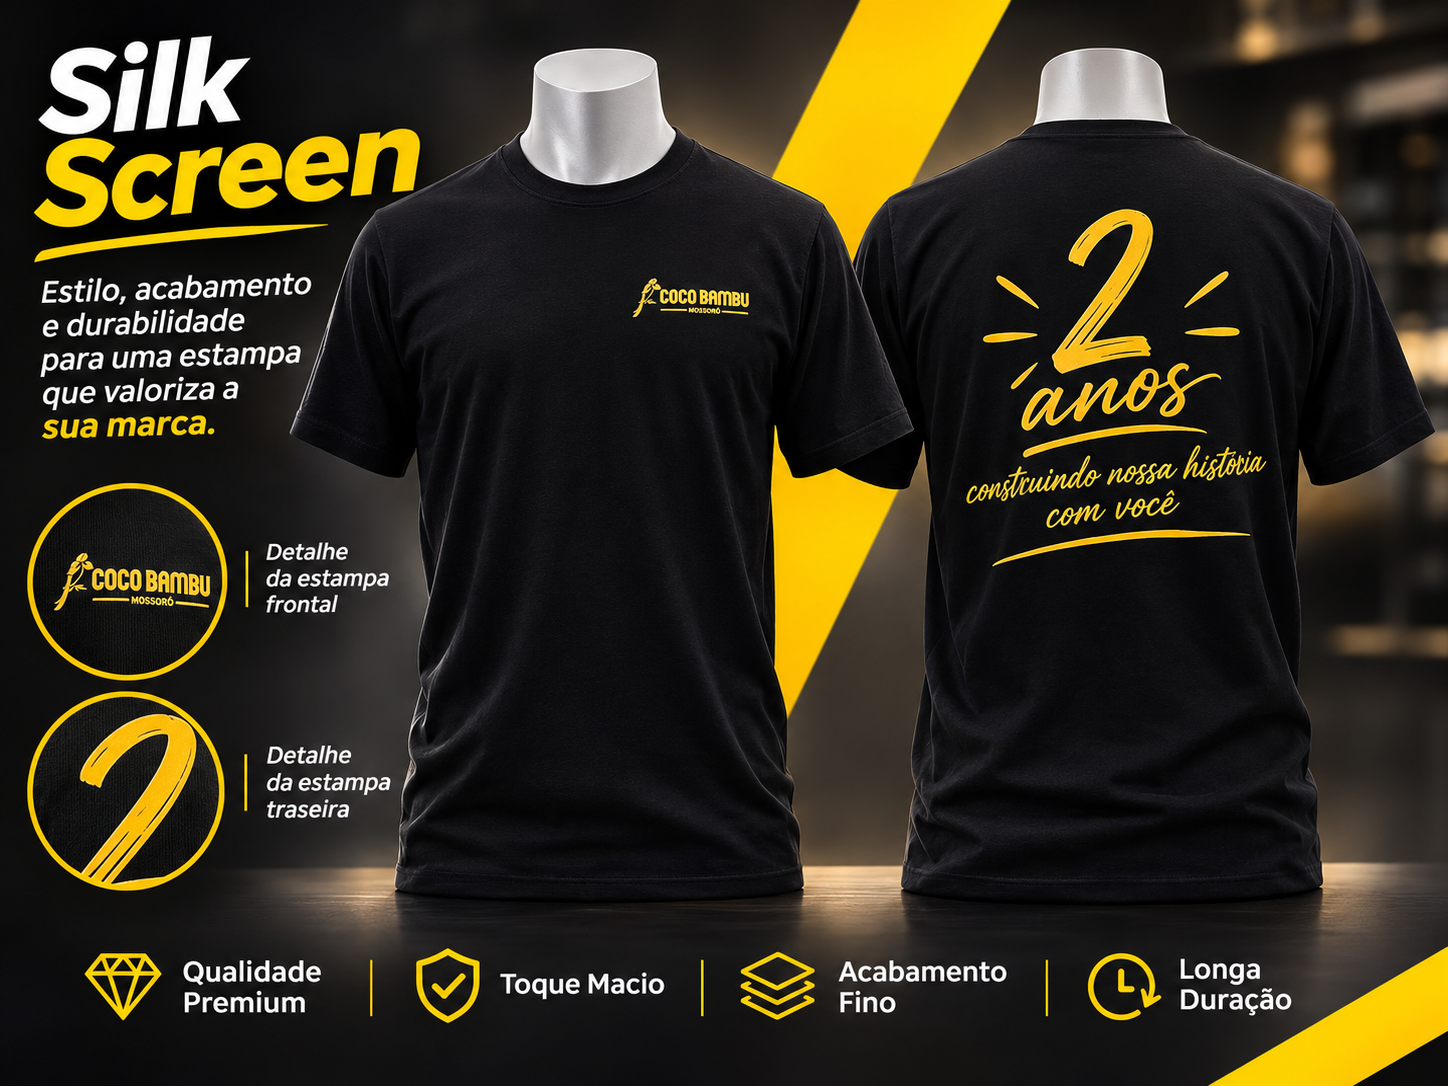 Silk
Screen
Estilo, acabamento
e durabilidade
para uma estampa
que valoriza a
sua marca.
COCO BAMBU
MOSSORÓ
2
anos
construindo nossa história
com você
COCO BAMBU
MOSSORÓ
Detalhe
da estampa
frontal
2
Detalhe
da estampa
traseira
Qualidade
Premium
Toque Macio
Acabamento
Fino
Longa
Duração